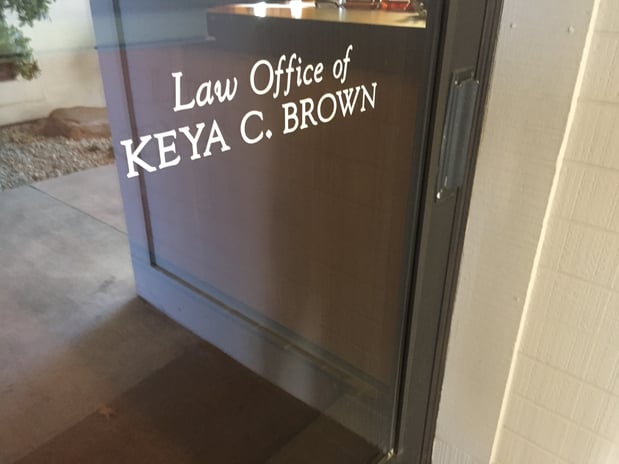 Law Office of
KEYA C. BROWN